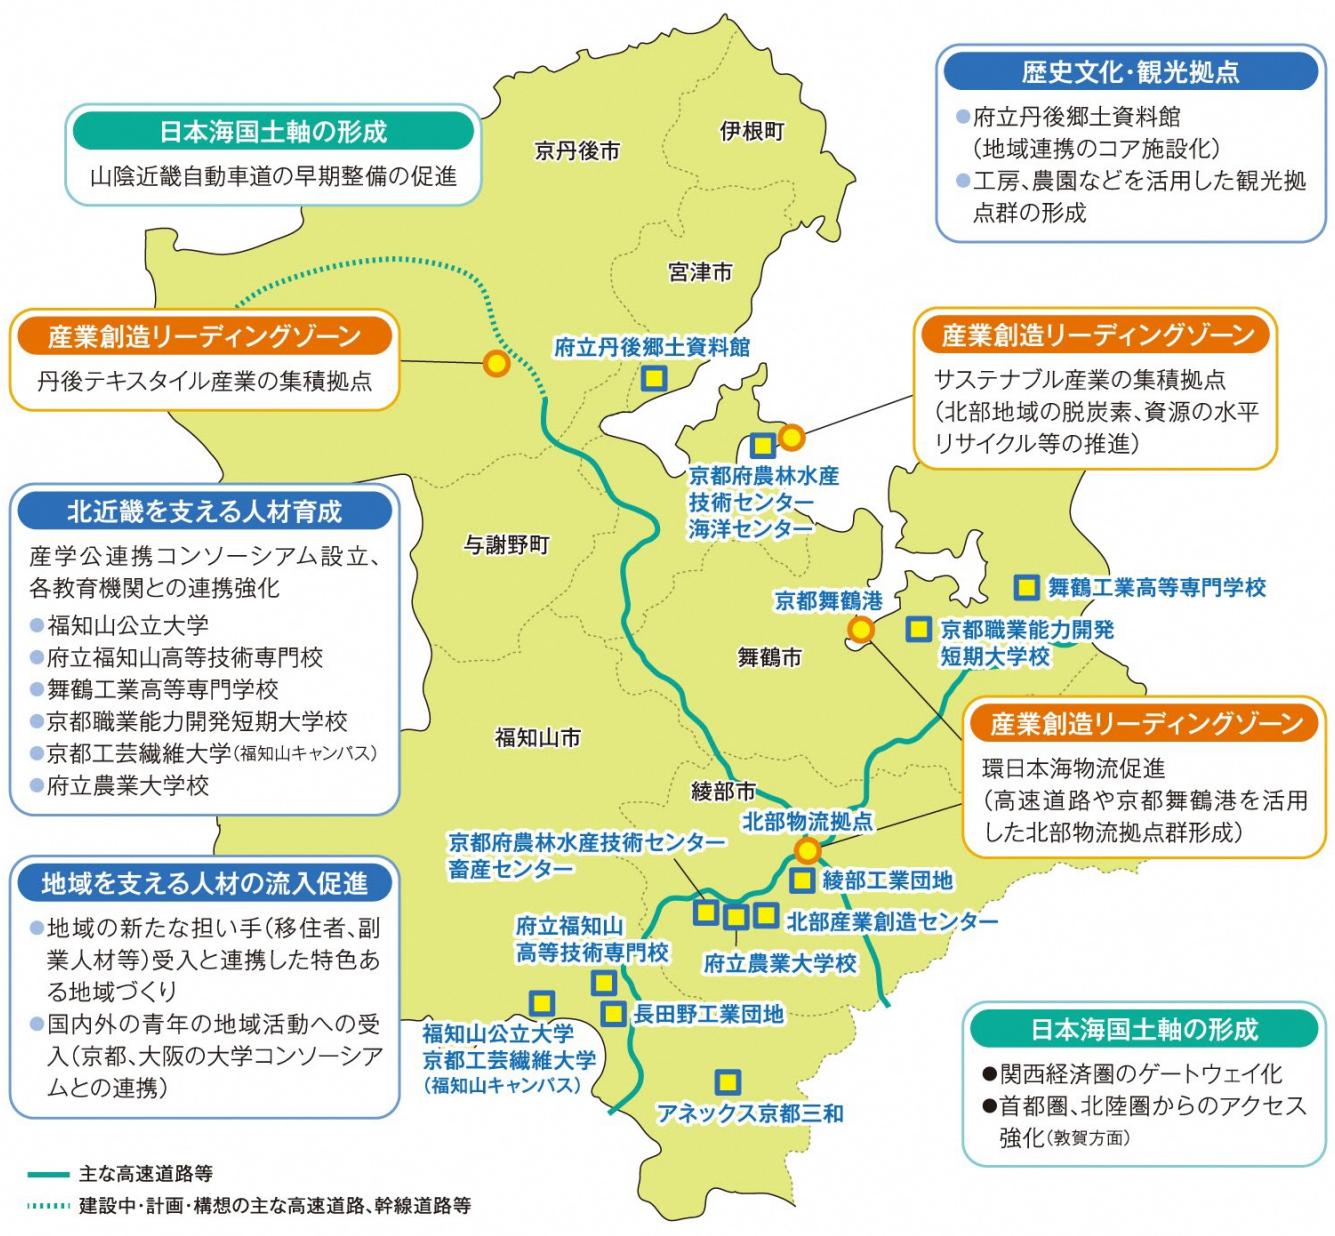 歴史文化・観光拠点
府立丹後郷土資料館
（地域連携のコア施設化）
工房、農園などを活用した観光拠
点群の形成
日本海国土軸の形成
山陰近畿自動車道の早期整備の促進
京丹後市
伊根町
宮津市
産業創造リーディングゾーン
丹後テキスタイル産業の集積拠点
府立丹後郷土資料館
産業創造リーディングゾーン
サステナブル産業の集積拠点
（北部地域の脱炭素、資源の水平
リサイクル等の推進）
京都府農林水産
技術センター
海洋センター
北近畿を支える人材育成
産学公連携コンソーシアム設立、
各教育機関との連携強化
福知山公立大学
府立福知山高等技術専門校
舞鶴工業高等専門学校
京都職業能力開発短期大学校
京都工芸繊維大学（福知山キャンパス）
府立農業大学校
与謝野町
京都舞鶴港
舞鶴工業高等専門学校
京都職業能力開発
短期大学校
舞鶴市
福知山市
綾部市
産業創造リーディングゾーン
環日本海物流促進
（高速道路や京都舞鶴港を活用
した北部物流拠点群形成）
北部物流拠点
京都府農林水産技術センター
畜産センター
綾部工業団地
北部産業創造センター
府立農業大学校
府立福知山
高等技術専門校
長田野工業団地
福知山公立大学
京都工芸繊維大学
（福知山キャンパス）
アネックス京都三和
地域を支える人材の流入促進
地域の新たな担い手（移住者、副
業人材等）受入と連携した特色あ
る地域づくり
国内外の青年の地域活動への受
入（京都、大阪の大学コンソーシア
ムとの連携）
日本海国土軸の形成
●関西経済圏のゲートウェイ化
●首都圏、北陸圏からのアクセス
強化（敦賀方面）
主な高速道路等
建設中・計画・構想の主な高速道路、幹線道路等